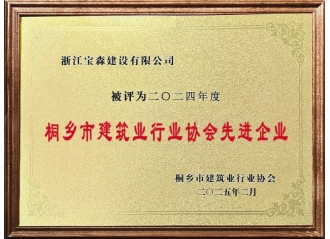 浙江宝森建设有限公司
被评为二〇二四年度
桐乡市建筑业行业协会先进企业
桐乡市建筑业行业协会
二〇二五年二月